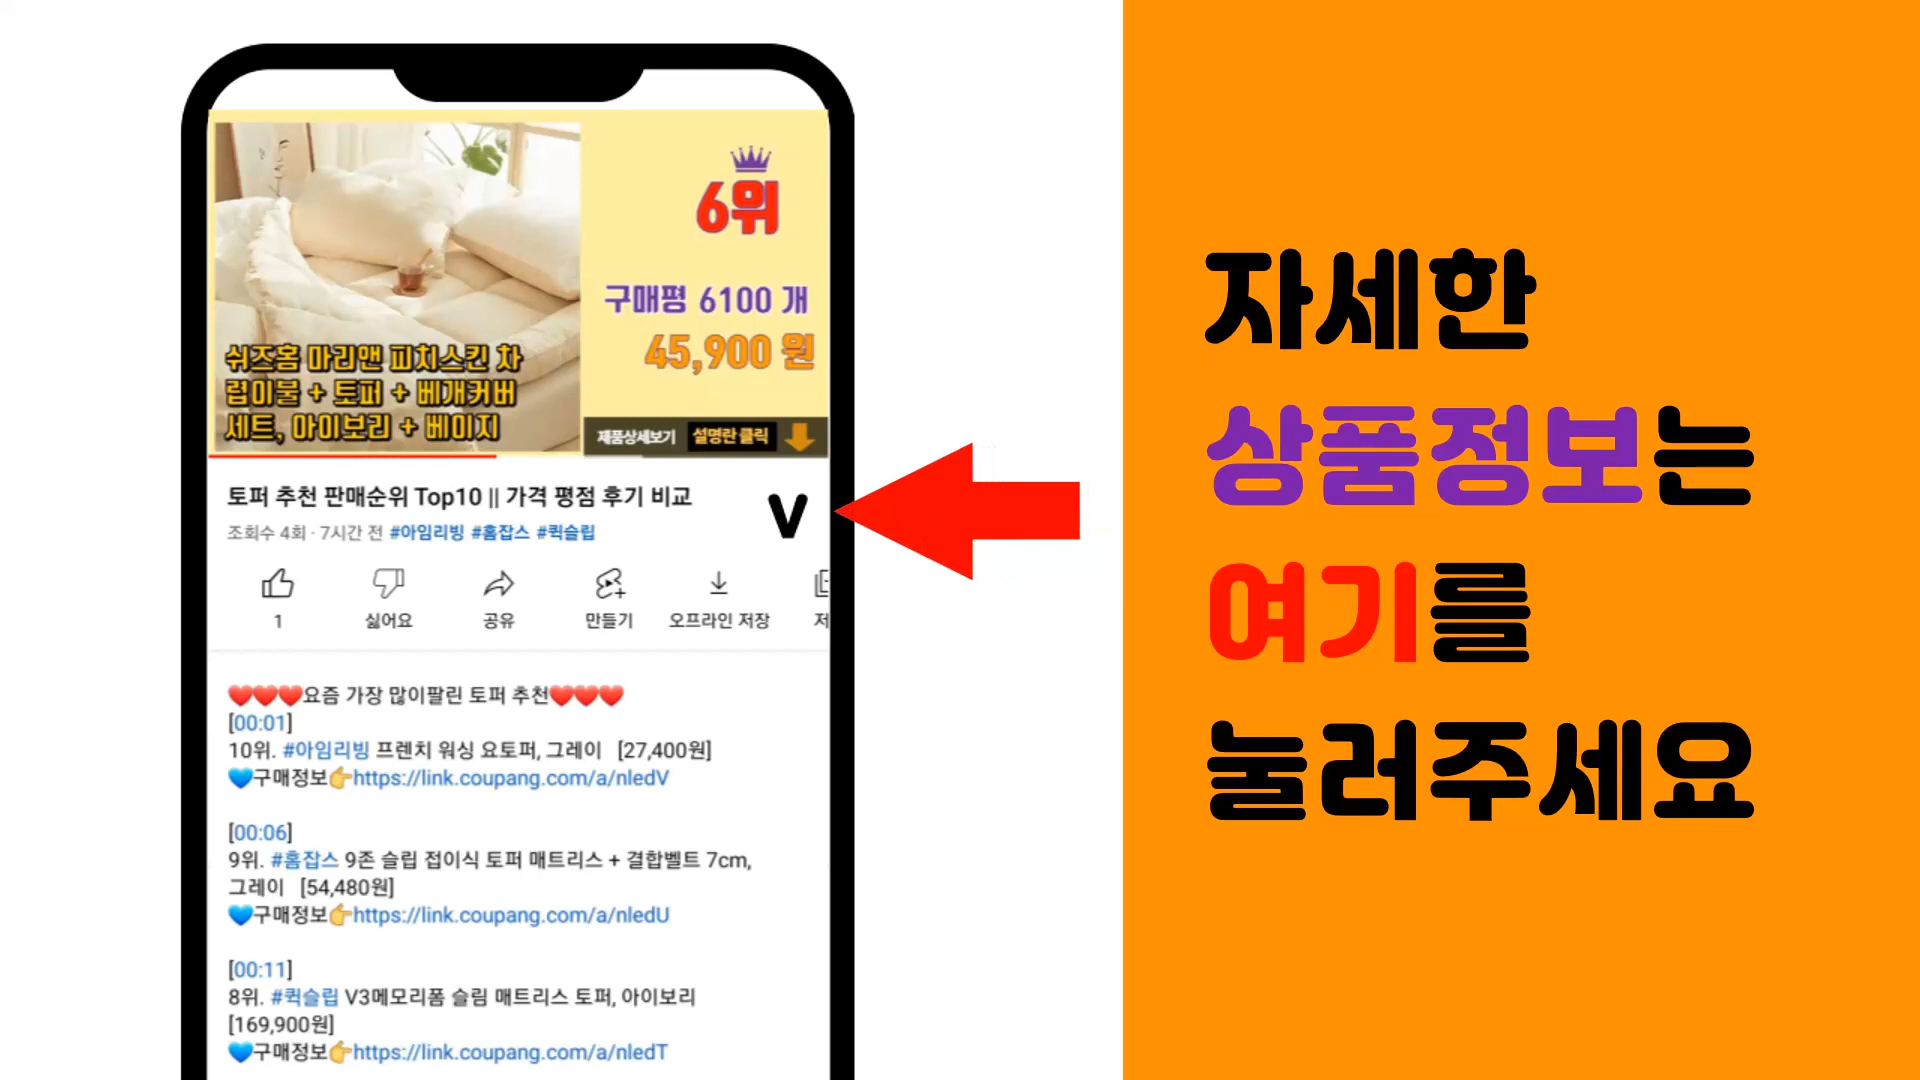 6위
구매평 6100 개
45,900 원
쉬즈홈 마리앤 피치스킨 차
렵이불 + 토퍼 + 베개커버
세트, 아이보리 + 베이지
제품상세보기 설명란 클릭
토퍼 추천 판매순위 Top10 || 가격 평점 후기 비교
V
조회수 4회 · 7시간 전 #아임리빙 #홈잡스 #퀵슬립
1 싫어요 공유 만들기 오프라인 저장 저
❤❤❤요즘 가장 많이팔린 토퍼 추천❤❤❤
[00:01]
10위. #아임리빙 프렌치 워싱 요토퍼, 그레이 [27,400원]
💙구매정보👉https://link.coupang.com/a/nledV
[00:06]
9위. #홈잡스 9존 슬립 접이식 토퍼 매트리스 + 결합벨트 7cm,
그레이 [54,480원]
💙구매정보👉https://link.coupang.com/a/nledU
[00:11]
8위. #퀵슬립 V3메모리폼 슬림 매트리스 토퍼, 아이보리
[169,900원]
💙구매정보👉https://link.coupang.com/a/nledT
자세한
상품정보는
여기를
눌러주세요